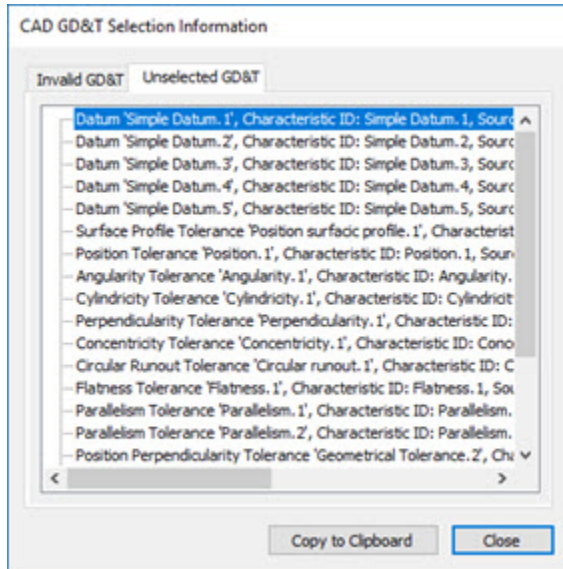 CAD GD&T Selection Information
Invalid GD&T Unselected GD&T
Datum 'Simple Datum.1', Characteristic ID: Simple Datum.1, Sourc
Datum 'Simple Datum.2', Characteristic ID: Simple Datum.2, Sourc
Datum 'Simple Datum.3', Characteristic ID: Simple Datum.3, Sourc
Datum 'Simple Datum.4', Characteristic ID: Simple Datum.4, Sourc
Datum 'Simple Datum.5', Characteristic ID: Simple Datum.5, Sourc
Surface Profile Tolerance 'Position surfacic profile.1', Characterist
Position Tolerance 'Position.1', Characteristic ID: Position.1, Sour
Angularity Tolerance 'Angularity.1', Characteristic ID: Angularity.
Cylindricity Tolerance 'Cylindricity.1', Characteristic ID: Cylindricit
Perpendicularity Tolerance 'Perpendicularity.1', Characteristic ID:
Concentricity Tolerance 'Concentricity.1', Characteristic ID: Conc
Circular Runout Tolerance 'Circular runout.1', Characteristic ID: C
Flatness Tolerance 'Flatness.1', Characteristic ID: Flatness.1, Sou
Parallelism Tolerance 'Parallelism.1', Characteristic ID: Parallelism.
Parallelism Tolerance 'Parallelism.2', Characteristic ID: Parallelism.
Position Perpendicularity Tolerance 'Geometrical Tolerance.2', Cha
Copy to Clipboard Close